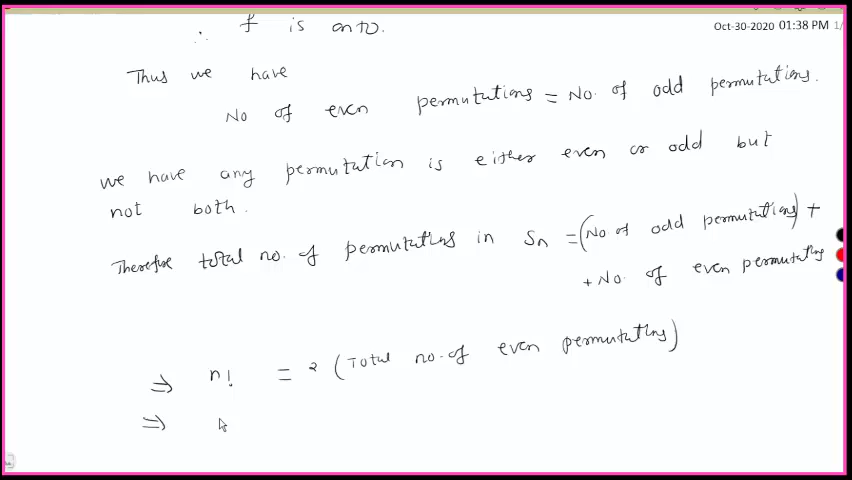 ∴ f is onto.
Oct-30-2020 01:38 PM 1/
Thus we have
No of even permutations = No. of odd permutations.
we have any permutation is either even or odd but
not both.
Therefore total no. of permutations in Sn = (No of odd permutations) +
+ No. of even permutations
⇒ n! = 2 (Total no. of even permutations)
⇒